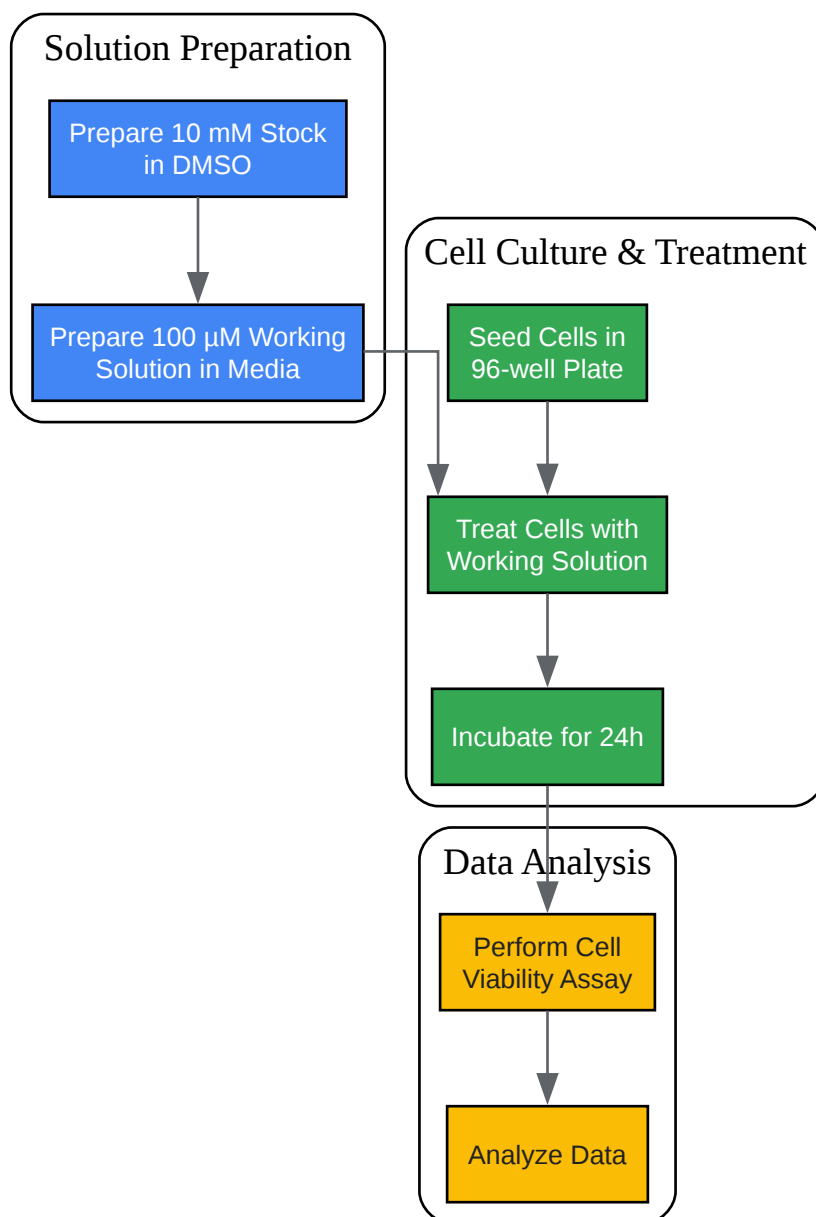 Solution Preparation
Prepare 10 mM Stock
in DMSO
Prepare 100 µM Working
Solution in Media
Cell Culture & Treatment
Seed Cells in
96-well Plate
Treat Cells with
Working Solution
Incubate for 24h
Data Analysis
Perform Cell
Viability Assay
Analyze Data